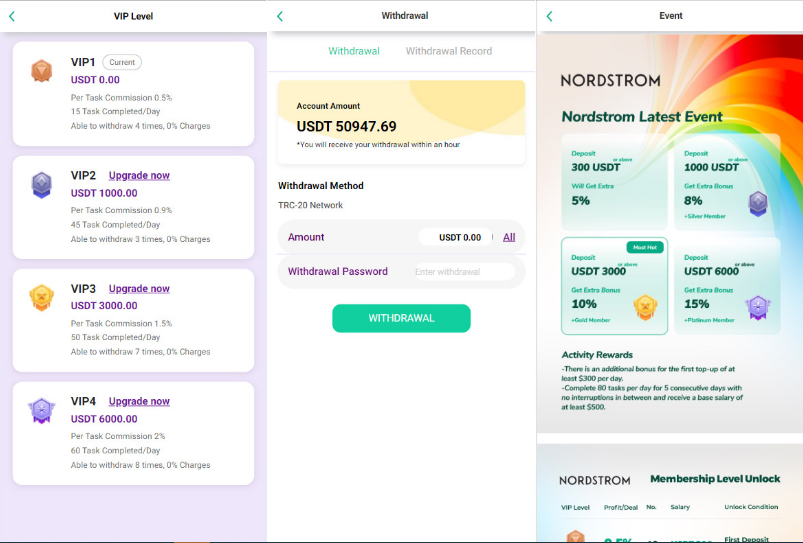 VIP Level
VIP1 Current
USDT 0.00
Per Task Commission 0.5%
15 Task Completed/Day
Able to withdraw 4 times, 0% Charges
VIP2 Upgrade now
USDT 1000.00
Per Task Commission 0.9%
45 Task Completed/Day
Able to withdraw 3 times, 0% Charges
VIP3 Upgrade now
USDT 3000.00
Per Task Commission 1.5%
50 Task Completed/Day
Able to withdraw 7 times, 0% Charges
VIP4 Upgrade now
USDT 6000.00
Per Task Commission 2%
60 Task Completed/Day
Able to withdraw 8 times, 0% Charges
Withdrawal
Withdrawal Withdrawal Record
Account Amount
USDT 50947.69
*You will receive your withdrawal within an hour
Withdrawal Method
TRC-20 Network
Amount USDT 0.00 All
Withdrawal Password Enter withdrawal
WITHDRAWAL
Event
NORDSTROM
Nordstrom Latest Event
Deposit
or above
300 USDT
Will Get Extra
5%
Deposit
or above
1000 USDT
Get Extra Bonus
8%
+Silver Member
Most Hot
Deposit
or above
USDT 3000
Get Extra Bonus
10%
+Gold Member
Deposit
or above
USDT 6000
Get Extra Bonus
15%
+Platinum Member
Activity Rewards
-There is an additional bonus for the first top-up of at
least $300 per day.
-Complete 80 tasks per day for 5 consecutive days with
no interruptions in between and receive a base salary of
at least $500.
NORDSTROM Membership Level Unlock
VIP Level Profit/Deal No. Salary Unlock Condition
First Deposit